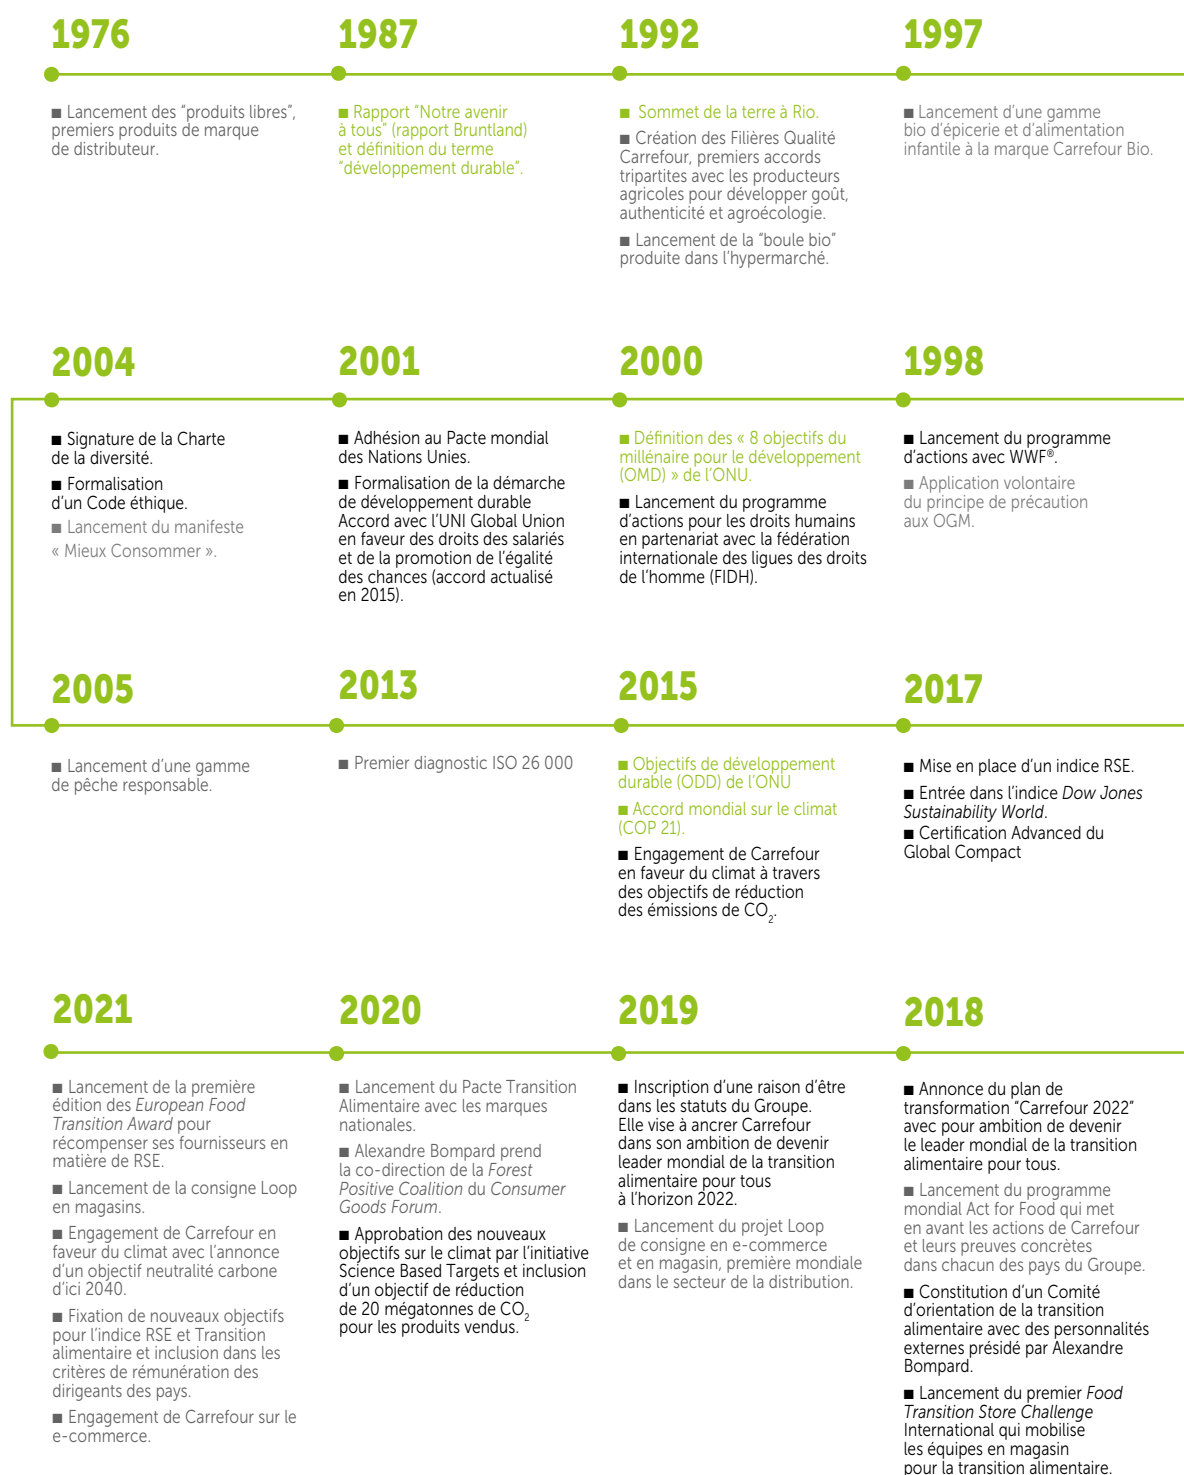 1976
■ Lancement des "produits libres",
premiers produits de marque
de distributeur.
1987
■ Rapport "Notre avenir
à tous" (rapport Bruntland)
et définition du terme
"développement durable".
1992
■ Sommet de la terre à Rio.
■ Création des Filières Qualité
Carrefour, premiers accords
tripartites avec les producteurs
agricoles pour développer goût,
authenticité et agroécologie.
■ Lancement de la "boule bio"
produite dans l'hypermarché.
1997
■ Lancement d'une gamme
bio d'épicerie et d'alimentation
infantile à la marque Carrefour Bio.
1998
■ Lancement du programme
d'actions avec WWF®.
■ Application volontaire
du principe de précaution
aux OGM.
2000
■ Définition des « 8 objectifs du
millénaire pour le développement
(OMD) » de l'ONU.
■ Lancement du programme
d'actions pour les droits humains
en partenariat avec la fédération
internationale des ligues des droits
de l'homme (FIDH).
2001
■ Adhésion au Pacte mondial
des Nations Unies.
■ Formalisation de la démarche
de développement durable
Accord avec l'UNI Global Union
en faveur des droits des salariés
et de la promotion de l'égalité
des chances (accord actualisé
en 2015).
2004
■ Signature de la Charte
de la diversité.
■ Formalisation
d'un Code éthique.
■ Lancement du manifeste
« Mieux Consommer ».
2005
■ Lancement d'une gamme
de pêche responsable.
2013
■ Premier diagnostic ISO 26 000
2015
■ Objectifs de développement
durable (ODD) de l'ONU
■ Accord mondial sur le climat
(COP 21).
■ Engagement de Carrefour
en faveur du climat à travers
des objectifs de réduction
des émissions de CO₂.
2017
■ Mise en place d'un indice RSE.
■ Entrée dans l'indice Dow Jones
Sustainability World.
■ Certification Advanced du
Global Compact
2018
■ Annonce du plan de
transformation "Carrefour 2022"
avec pour ambition de devenir
le leader mondial de la transition
alimentaire pour tous.
■ Lancement du programme
mondial Act for Food qui met
en avant les actions de Carrefour
et leurs preuves concrètes
dans chacun des pays du Groupe.
■ Constitution d'un Comité
d'orientation de la transition
alimentaire avec des personnalités
externes présidé par Alexandre
Bompard.
■ Lancement du premier Food
Transition Store Challenge
International qui mobilise
les équipes en magasin
pour la transition alimentaire.
2019
■ Inscription d'une raison d'être
dans les statuts du Groupe.
Elle vise à ancrer Carrefour
dans son ambition de devenir
leader mondial de la transition
alimentaire pour tous
à l'horizon 2022.
■ Lancement du projet Loop
de consigne en e-commerce
et en magasin, première mondiale
dans le secteur de la distribution.
2020
■ Lancement du Pacte Transition
Alimentaire avec les marques
nationales.
■ Alexandre Bompard prend
la co-direction de la Forest
Positive Coalition du Consumer
Goods Forum.
■ Approbation des nouveaux
objectifs sur le climat par l'initiative
Science Based Targets et inclusion
d'un objectif de réduction
de 20 mégatonnes de CO₂
pour les produits vendus.
2021
■ Lancement de la première
édition des European Food
Transition Award pour
récompenser ses fournisseurs en
matière de RSE.
■ Lancement de la consigne Loop
en magasins.
■ Engagement de Carrefour en
faveur du climat avec l'annonce
d'un objectif neutralité carbone
d'ici 2040.
■ Fixation de nouveaux objectifs
pour l'indice RSE et Transition
alimentaire et inclusion dans les
critères de rémunération des
dirigeants des pays.
■ Engagement de Carrefour sur le
e-commerce.